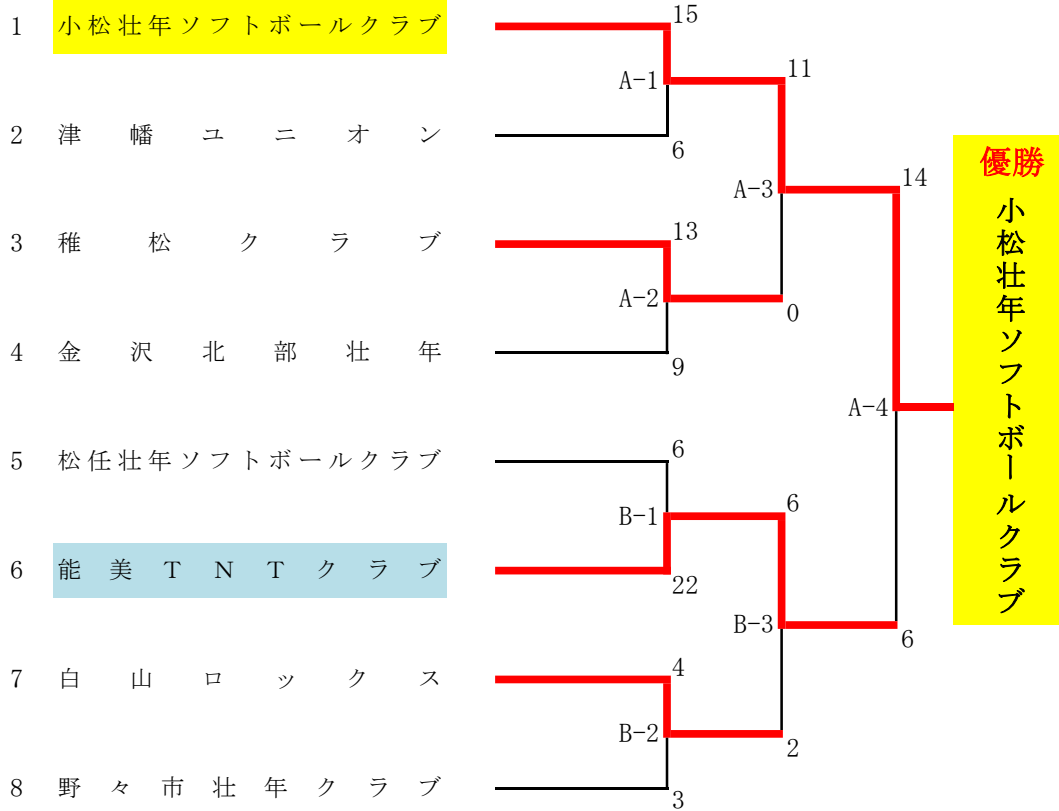 1 小松壮年ソフトボールクラブ
15
A-1
11
2 津幡ユニオン
6
A-3
14
3 稚松クラブ
13
A-2
0
4 金沢北部壮年
9
A-4
優勝
小松壮年ソフトボールクラブ
5 松任壮年ソフトボールクラブ
6
B-1
6
6 能美TNTクラブ
22
B-3
6
7 白山ロックス
4
B-2
2
8 野々市壮年クラブ
3